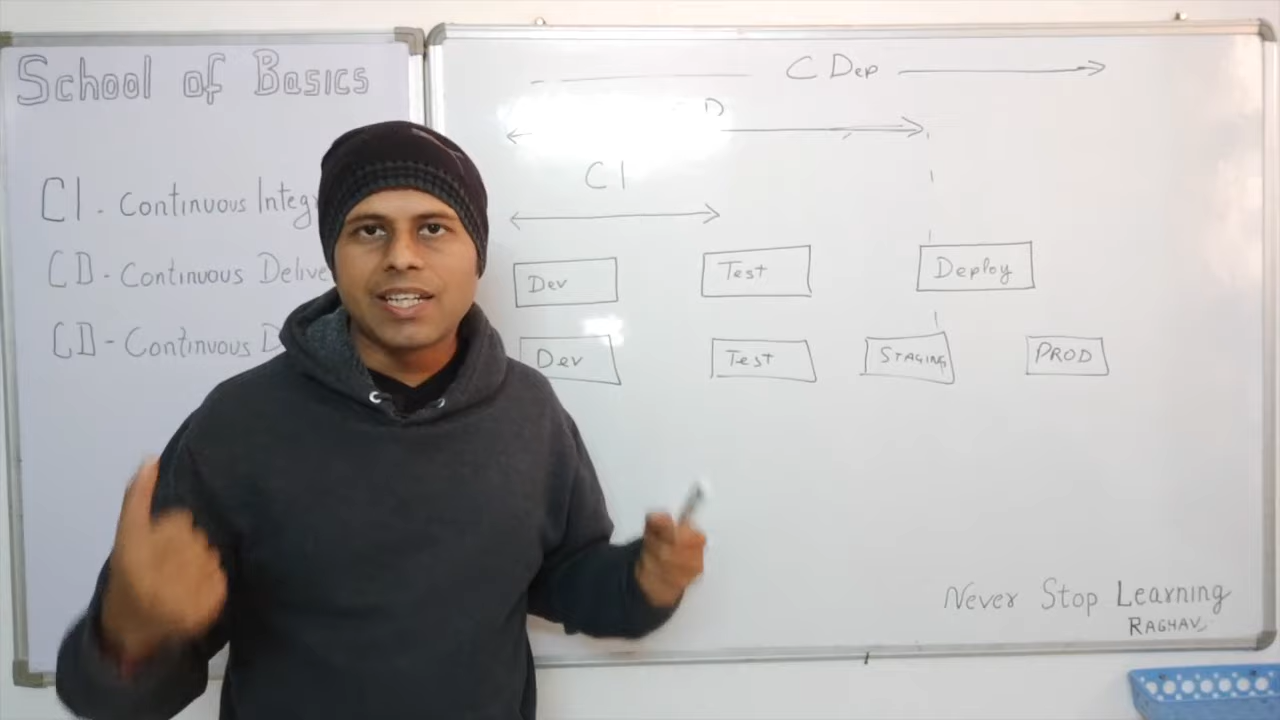 School of Basics
CI - Continuous Integ
CD - Continuous Delive
CD - Continuous D
C Dep
D
CI
Dev Test Deploy
Dev Test STAGING PROD
Never Stop Learning
RAGHAV